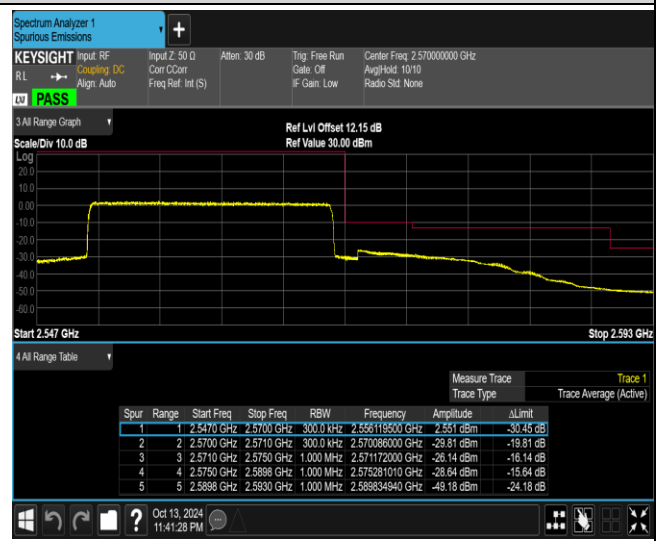 Spectrum Analyzer 1
Spurious Emissions
+
KEYSIGHT Input: RF Input Z: 50 Ω Atten: 30 dB Trig: Free Run Center Freq: 2.570000000 GHz
RL Coupling: DC Corr CCorr Gate: Off Avg|Hold: 10/10
Align: Auto Freq Ref: Int (S) IF Gain: Low Radio Std: None
LXI PASS
3 All Range Graph
Ref Lvl Offset 12.15 dB
Scale/Div 10.0 dB Ref Value 30.00 dBm
Log
20.0
10.0
0.00
-10.0
-20.0
-30.0
-40.0
-50.0
-60.0
Start 2.547 GHz Stop 2.593 GHz
4 All Range Table
Measure Trace Trace 1
Trace Type Trace Average (Active)
Spur Range Start Freq Stop Freq RBW Frequency Amplitude ΔLimit
1 1 2.5470 GHz 2.5700 GHz 300.0 kHz 2.556119500 GHz 2.551 dBm -30.45 dB
2 2 2.5700 GHz 2.5710 GHz 300.0 kHz 2.570086000 GHz -29.81 dBm -19.81 dB
3 3 2.5710 GHz 2.5750 GHz 1.000 MHz 2.571172000 GHz -26.14 dBm -16.14 dB
4 4 2.5750 GHz 2.5898 GHz 1.000 MHz 2.575281010 GHz -28.64 dBm -15.64 dB
5 5 2.5898 GHz 2.5930 GHz 1.000 MHz 2.589834940 GHz -49.18 dBm -24.18 dB
? Oct 13, 2024
11:41:28 PM